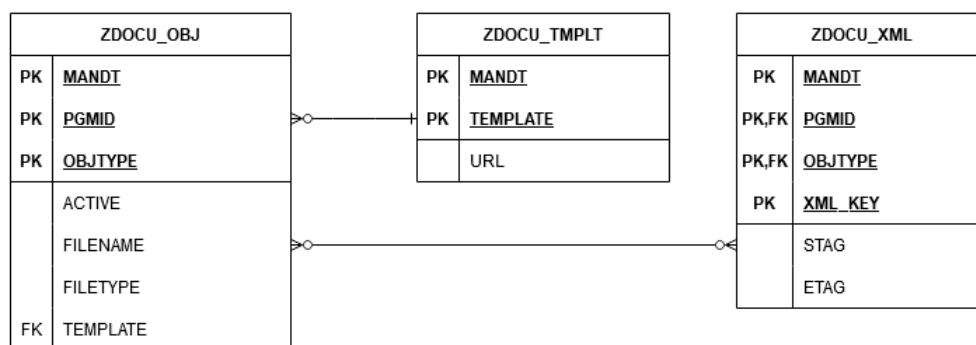 ZDOCU_OBJ
PK MANDT
PK PGMID
PK OBJTYPE
ACTIVE
FILENAME
FILETYPE
FK TEMPLATE
ZDOCU_TMPLT
PK MANDT
PK TEMPLATE
URL
ZDOCU_XML
PK MANDT
PK,FK PGMID
PK,FK OBJTYPE
PK XML_KEY
STAG
ETAG